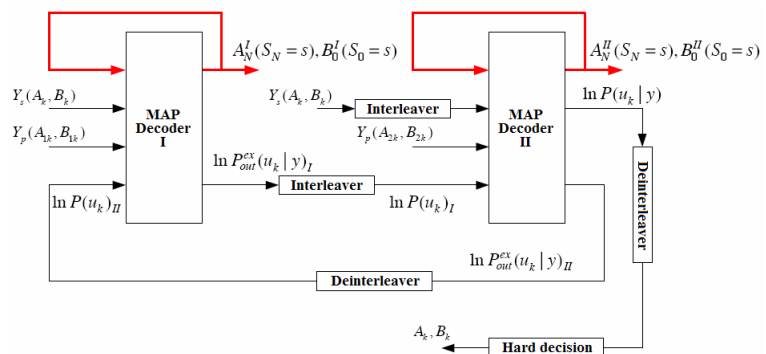 A_N^I(S_N = s), B_0^I(S_0 = s)
A_N^{II}(S_N = s), B_0^{II}(S_0 = s)
Y_s(A_k, B_k)
MAP
Decoder
I
Y_p(A_{1k}, B_{1k})
ln P_{out}^{ex}(u_k | y)_I
Interleaver
ln P(u_k)_{II}
ln P(u_k)_I
Y_s(A_k, B_k)
Interleaver
MAP
Decoder
II
Y_p(A_{2k}, B_{2k})
ln P(u_k | y)
Deinterleaver
ln P_{out}^{ex}(u_k | y)_{II}
Deinterleaver
A_k, B_k
Hard decision